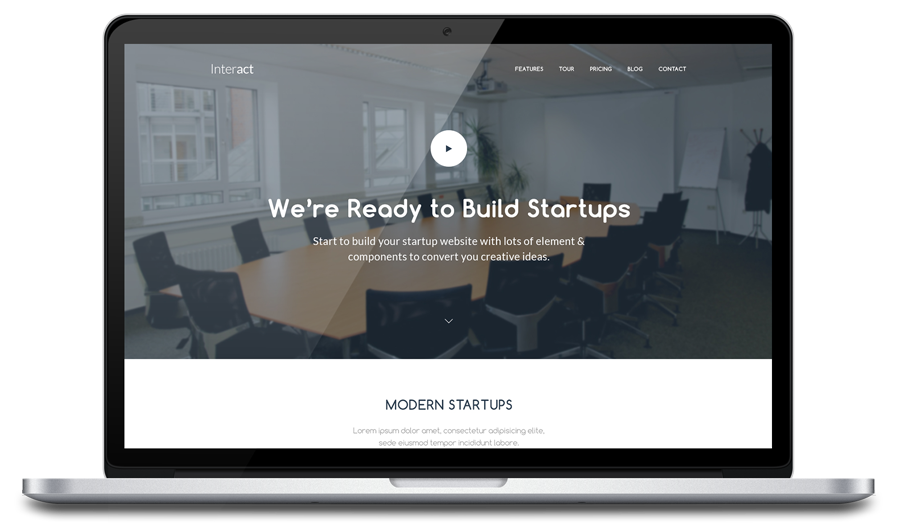 Interact
FEATURES TOUR PRICING BLOG CONTACT
We're Ready to Build Startups
Start to build your startup website with lots of element &
components to convert you creative ideas.
MODERN STARTUPS
Lorem ipsum dolor amet, consectetur adipisicing elite,
sede eiusmod tempor incididunt labore.